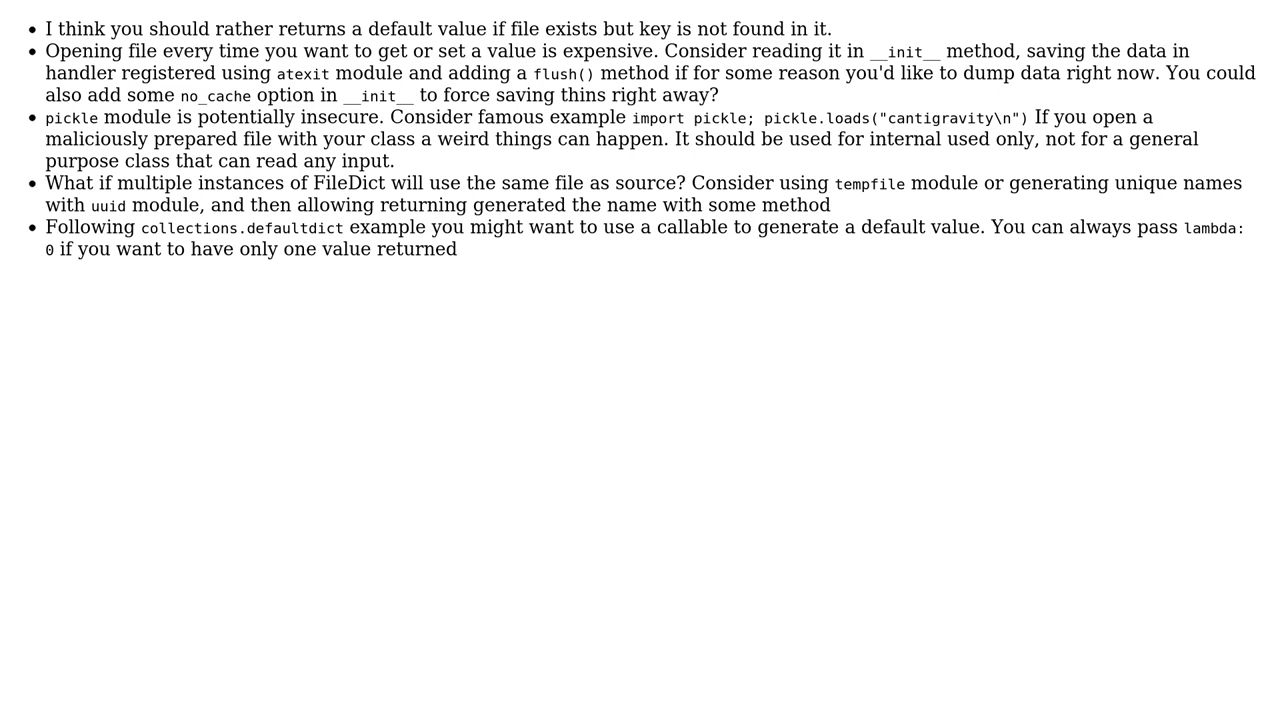 • I think you should rather returns a default value if file exists but key is not found in it.
• Opening file every time you want to get or set a value is expensive. Consider reading it in __init__ method, saving the data in
handler registered using atexit module and adding a flush() method if for some reason you'd like to dump data right now. You could
also add some no_cache option in __init__ to force saving thins right away?
• pickle module is potentially insecure. Consider famous example import pickle; pickle.loads("cantigravity\n") If you open a
maliciously prepared file with your class a weird things can happen. It should be used for internal used only, not for a general
purpose class that can read any input.
• What if multiple instances of FileDict will use the same file as source? Consider using tempfile module or generating unique names
with uuid module, and then allowing returning generated the name with some method
• Following collections.defaultdict example you might want to use a callable to generate a default value. You can always pass lambda:
0 if you want to have only one value returned